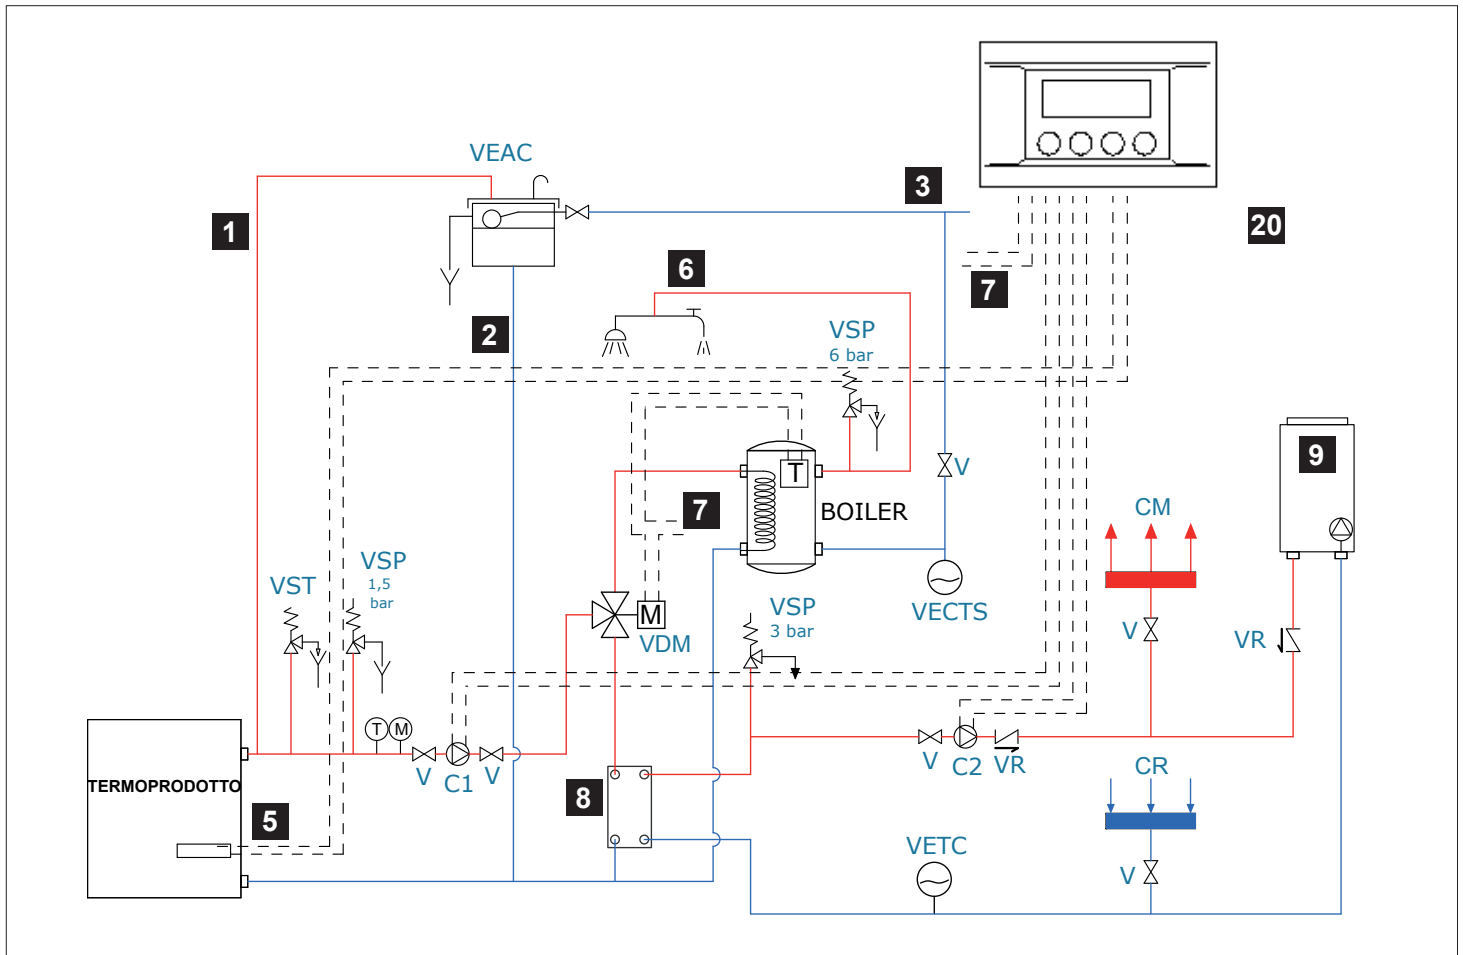 VEAC
3
1
20
6
7
2
VSP
6 bar
9
T
V
7
BOILER
CM
VSP
1,5
bar
VST
VSP
3 bar
M
VDM
VECTS
V
VR
T
M
V
C1
V
V
C2
VR
CR
TERMOPRODOTTO
8
5
VETC
V